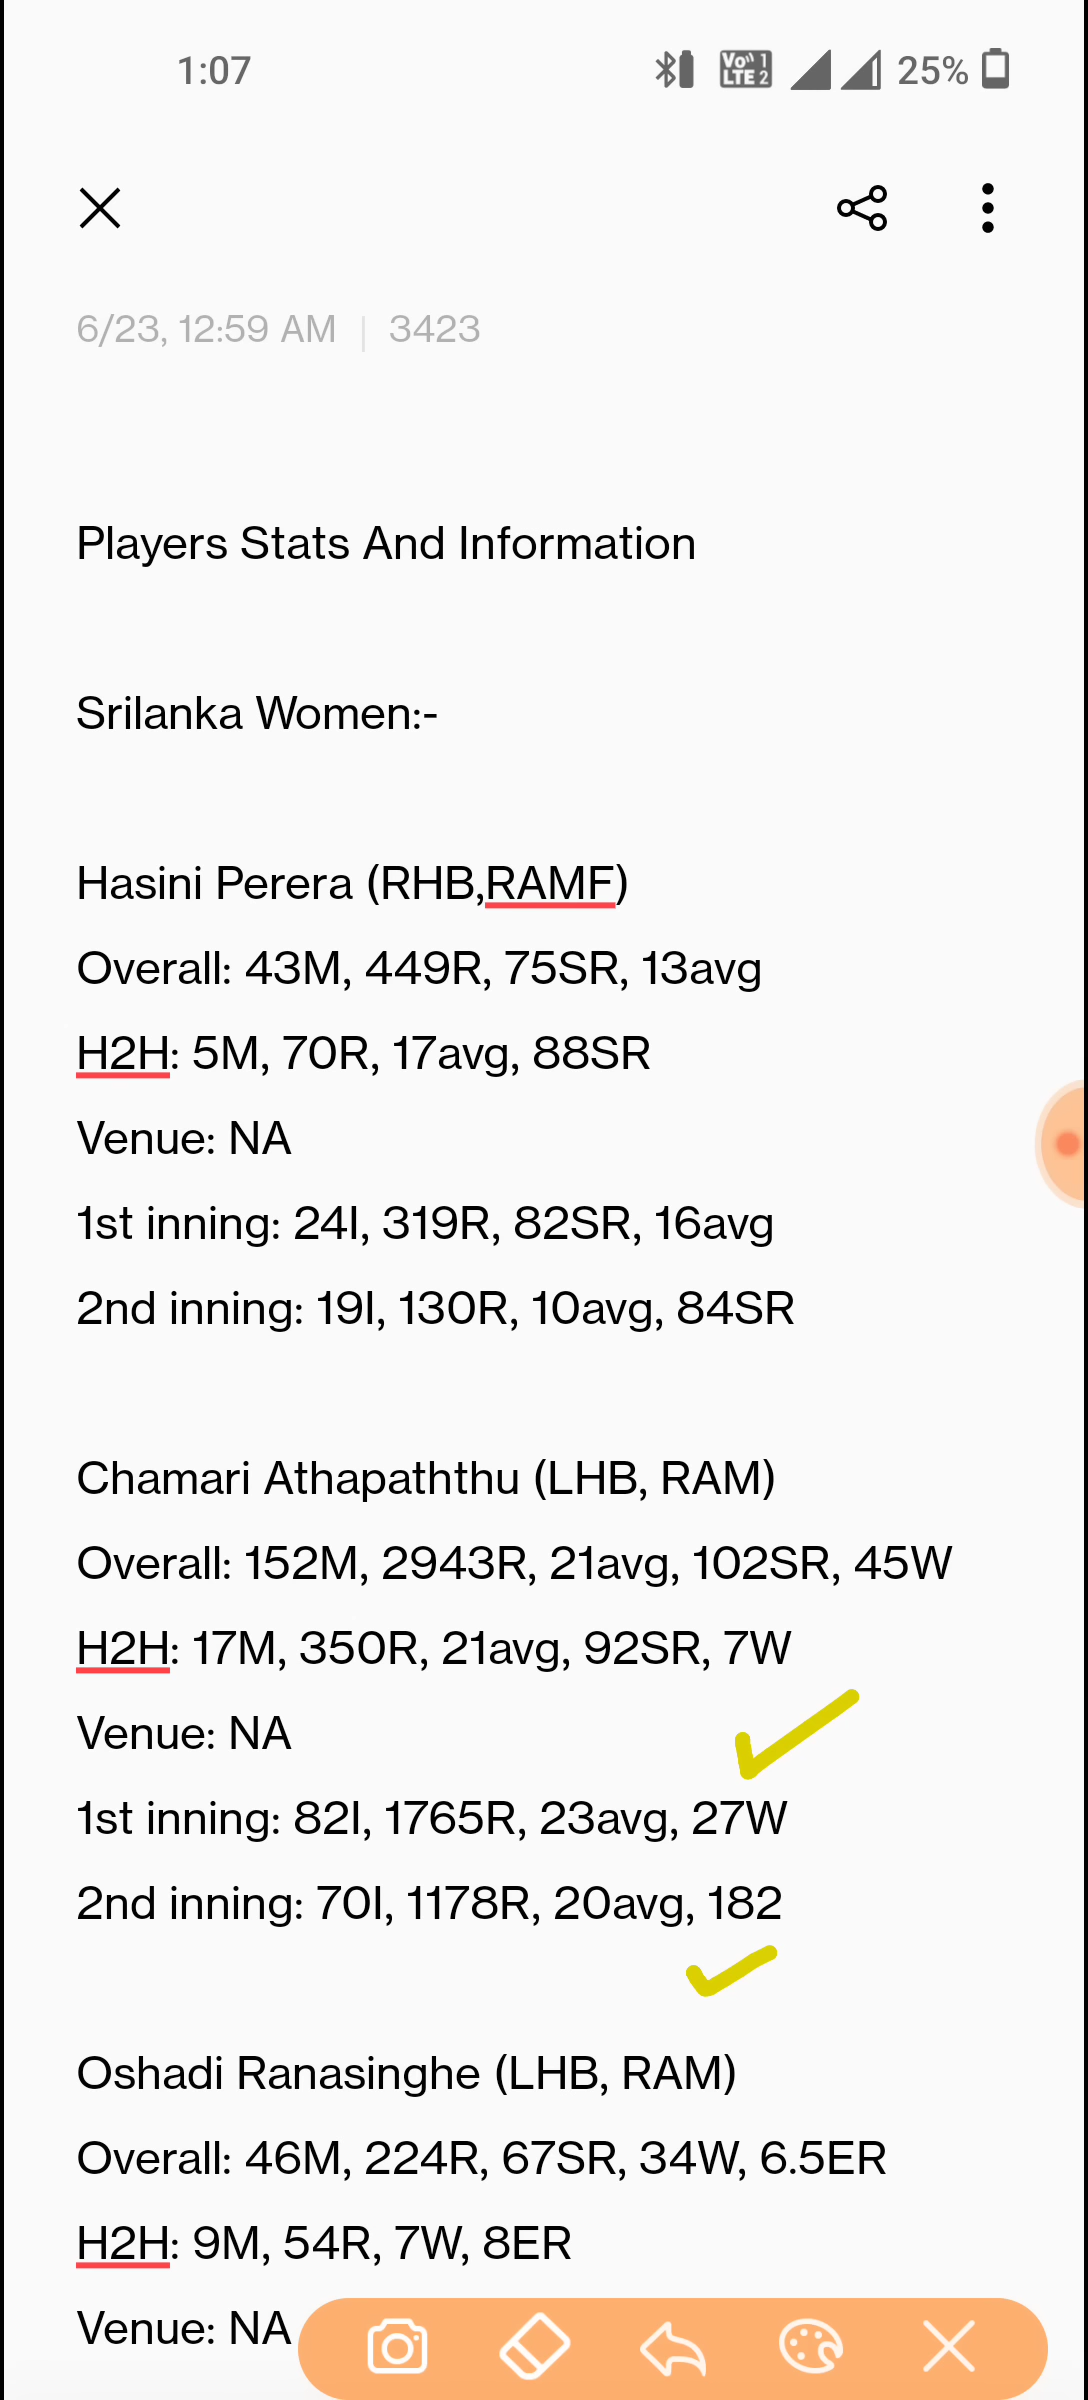 1:07 Vo)) 1 LTE 2 25%
6/23, 12:59 AM | 3423
Players Stats And Information
Srilanka Women:-
Hasini Perera (RHB,RAMF)
Overall: 43M, 449R, 75SR, 13avg
H2H: 5M, 70R, 17avg, 88SR
Venue: NA
1st inning: 24I, 319R, 82SR, 16avg
2nd inning: 19I, 130R, 10avg, 84SR
Chamari Athapaththu (LHB, RAM)
Overall: 152M, 2943R, 21avg, 102SR, 45W
H2H: 17M, 350R, 21avg, 92SR, 7W
Venue: NA
1st inning: 82I, 1765R, 23avg, 27W
2nd inning: 70I, 1178R, 20avg, 182
Oshadi Ranasinghe (LHB, RAM)
Overall: 46M, 224R, 67SR, 34W, 6.5ER
H2H: 9M, 54R, 7W, 8ER
Venue: NA